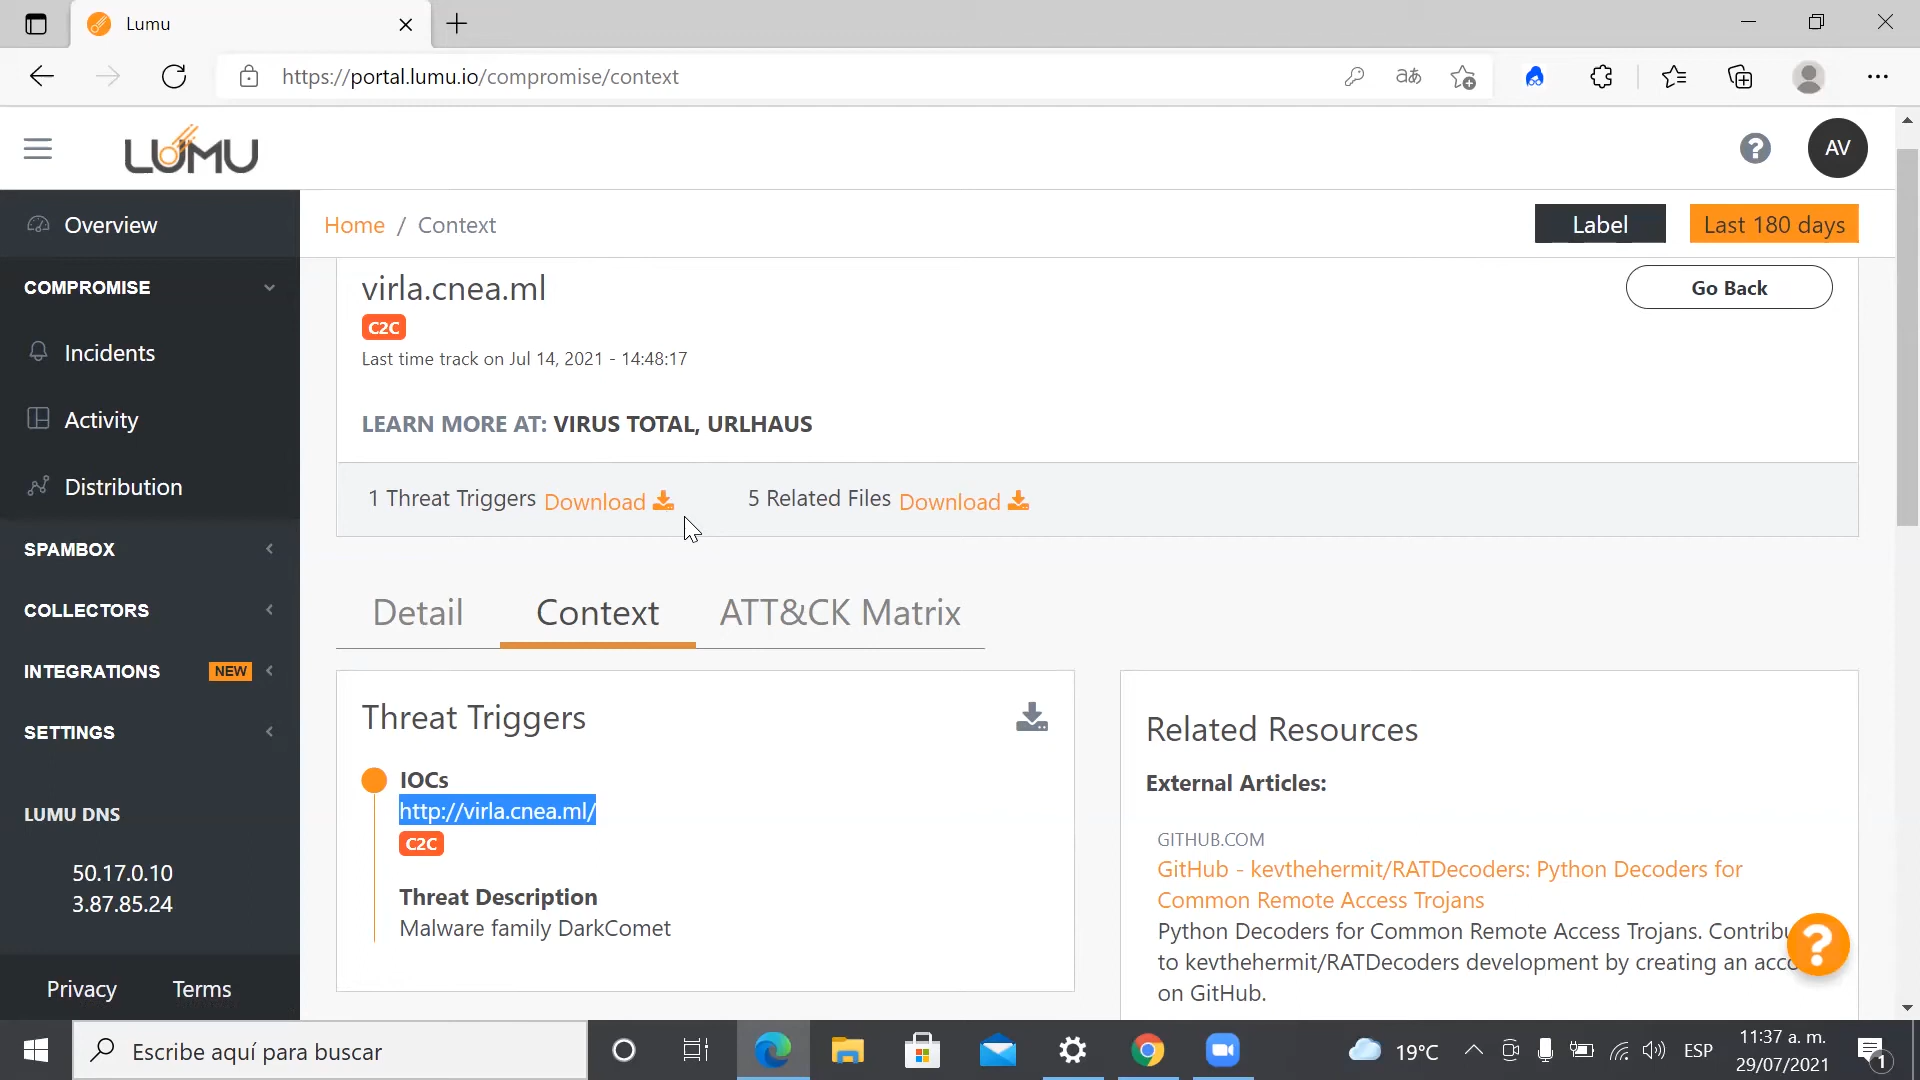 Lumu
https://portal.lumu.io/compromise/context
aあ
LUMU
?
AV
Overview
COMPROMISE
Incidents
Activity
Distribution
SPAMBOX
COLLECTORS
INTEGRATIONS NEW
SETTINGS
LUMU DNS
50.17.0.10
3.87.85.24
Privacy Terms
Home / Context
Label
Last 180 days
virla.cnea.ml
Go Back
C2C
Last time track on Jul 14, 2021 - 14:48:17
LEARN MORE AT: VIRUS TOTAL, URLHAUS
1 Threat Triggers Download
5 Related Files Download
Detail
Context
ATT&CK Matrix
Threat Triggers
IOCs
http://virla.cnea.ml/
C2C
Threat Description
Malware family DarkComet
Related Resources
External Articles:
GITHUB.COM
GitHub - kevthehermit/RATDecoders: Python Decoders for
Common Remote Access Trojans
Python Decoders for Common Remote Access Trojans.
to kevthehermit/RATDecoders development by creating an
on GitHub.
?
Escribe aquí para buscar
19°C
ESP
11:37 a. m.
29/07/2021
1